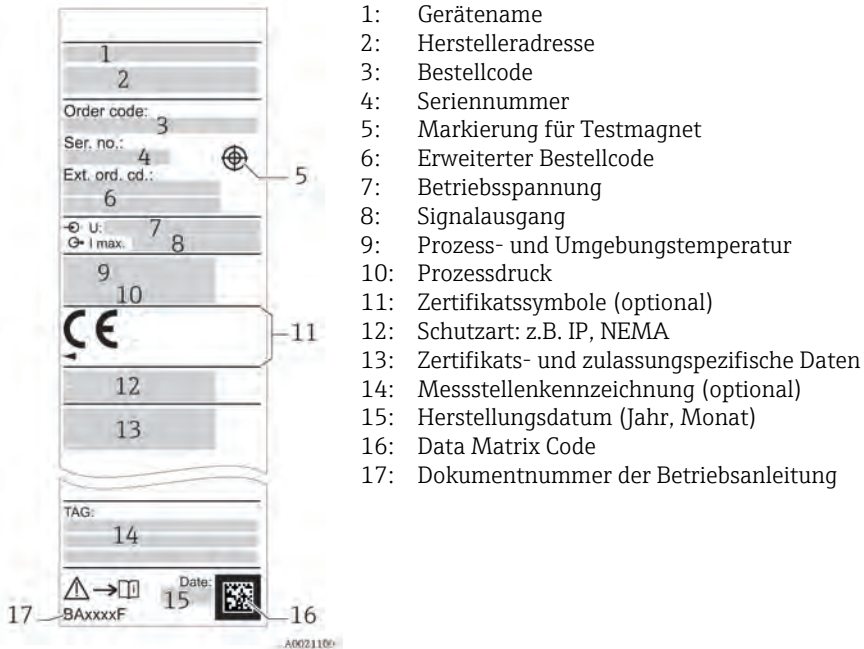 1
2
Order code:
3
Ser. no.:
4
5
Ext. ord. cd.:
6
U:
7
I max.
8
9
10
CE
11
12
13
TAG:
14
Date:
15
17
BAxxxxF
16
A0021100
1: Gerätename
2: Herstelleradresse
3: Bestellcode
4: Seriennummer
5: Markierung für Testmagnet
6: Erweiterter Bestellcode
7: Betriebsspannung
8: Signalausgang
9: Prozess- und Umgebungstemperatur
10: Prozessdruck
11: Zertifikatssymbole (optional)
12: Schutzart: z.B. IP, NEMA
13: Zertifikats- und zulassungspezifische Daten
14: Messstellenkennzeichnung (optional)
15: Herstellungsdatum (Jahr, Monat)
16: Data Matrix Code
17: Dokumentnummer der Betriebsanleitung